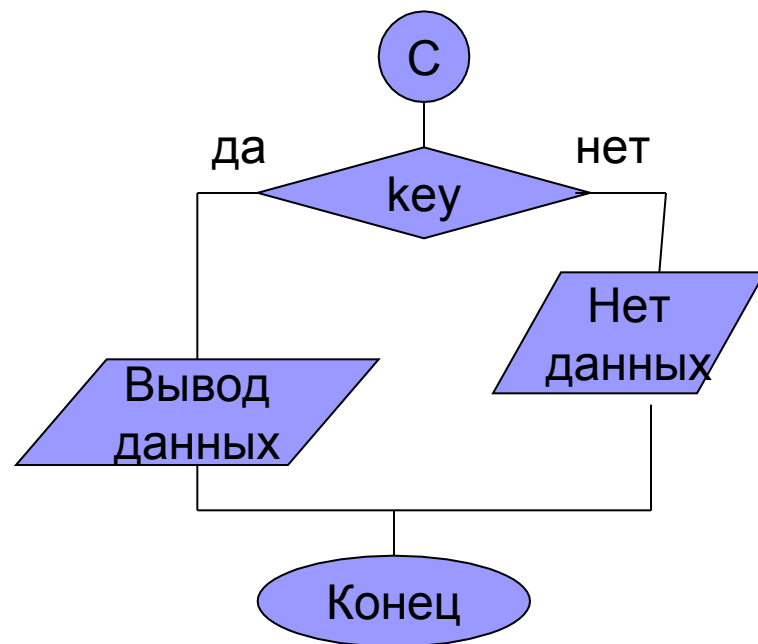 С
да
нет
key
Нет
данных
Вывод
данных
Конец